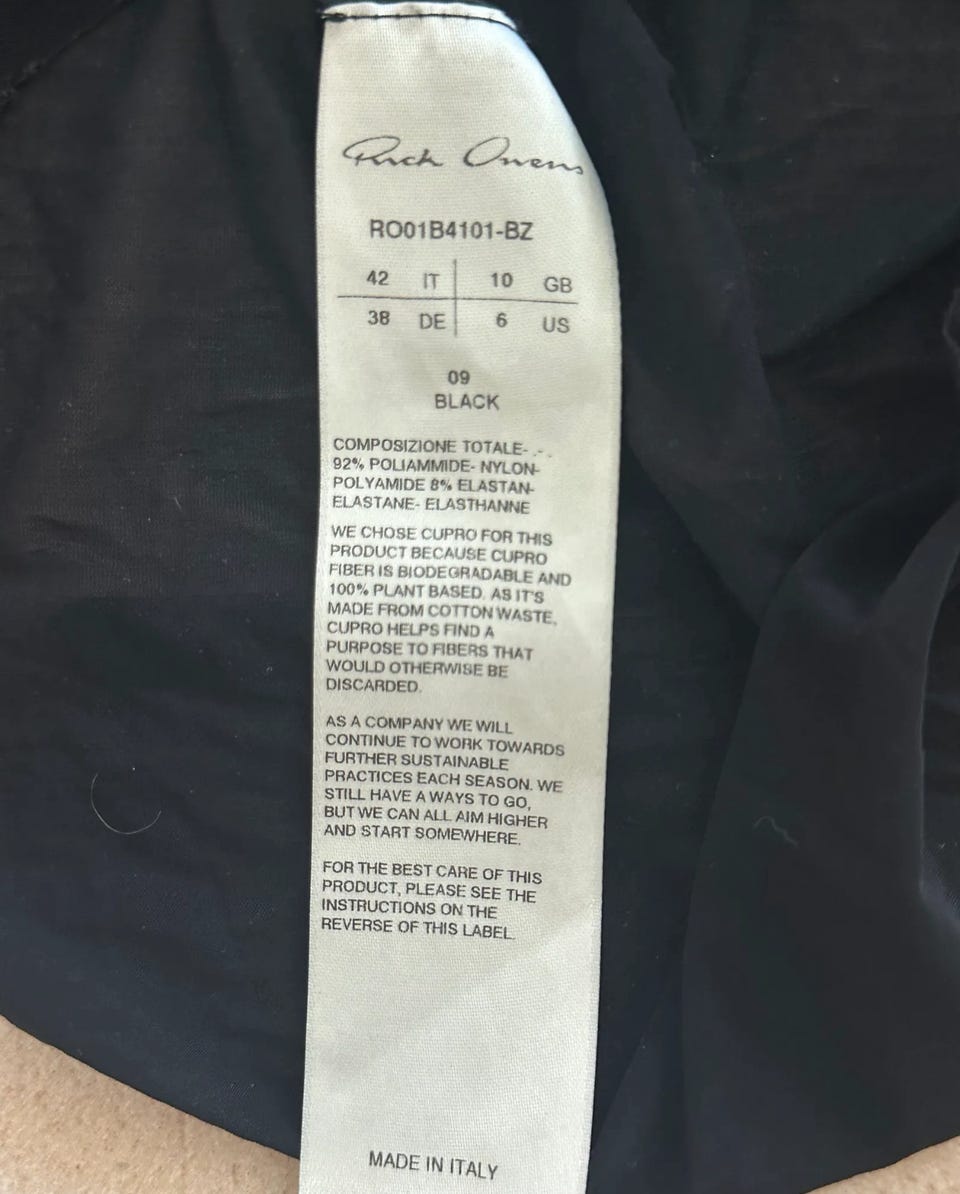 Rick Owens
RO01B4101-BZ
42 IT 10 GB
38 DE 6 US
09
BLACK
COMPOSIZIONE TOTALE- .-.
92% POLIAMMIDE- NYLON-
POLYAMIDE 8% ELASTAN-
ELASTANE- ELASTHANNE
WE CHOSE CUPRO FOR THIS
PRODUCT BECAUSE CUPRO
FIBER IS BIODEGRADABLE AND
100% PLANT BASED. AS IT'S
MADE FROM COTTON WASTE,
CUPRO HELPS FIND A
PURPOSE TO FIBERS THAT
WOULD OTHERWISE BE
DISCARDED.
AS A COMPANY WE WILL
CONTINUE TO WORK TOWARDS
FURTHER SUSTAINABLE
PRACTICES EACH SEASON. WE
STILL HAVE A WAYS TO GO,
BUT WE CAN ALL AIM HIGHER
AND START SOMEWHERE.
FOR THE BEST CARE OF THIS
PRODUCT, PLEASE SEE THE
INSTRUCTIONS ON THE
REVERSE OF THIS LABEL.
MADE IN ITALY